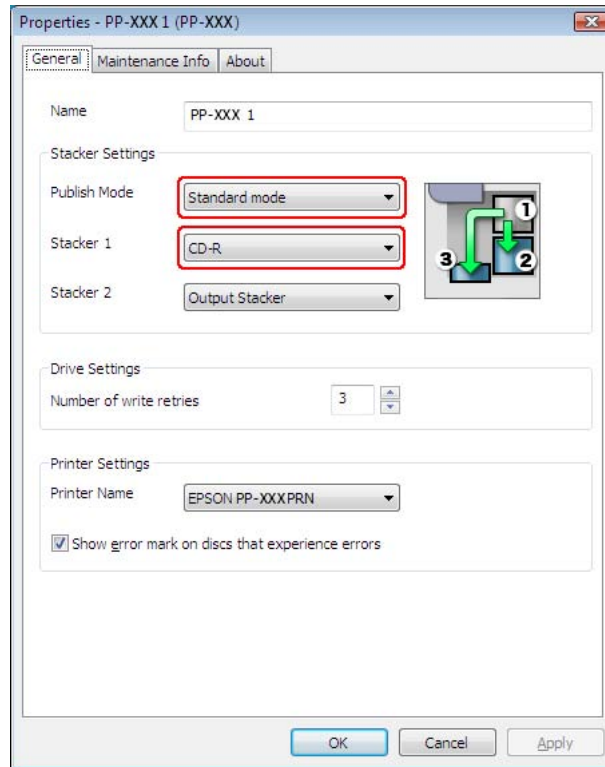 Properties - PP-XXX 1 (PP-XXX)
General Maintenance Info About
Name PP-XXX 1
Stacker Settings
Publish Mode Standard mode
Stacker 1 CD-R
Stacker 2 Output Stacker
1
3 2
Drive Settings
Number of write retries 3
Printer Settings
Printer Name EPSON PP-XXXPRN
Show error mark on discs that experience errors
OK Cancel Apply